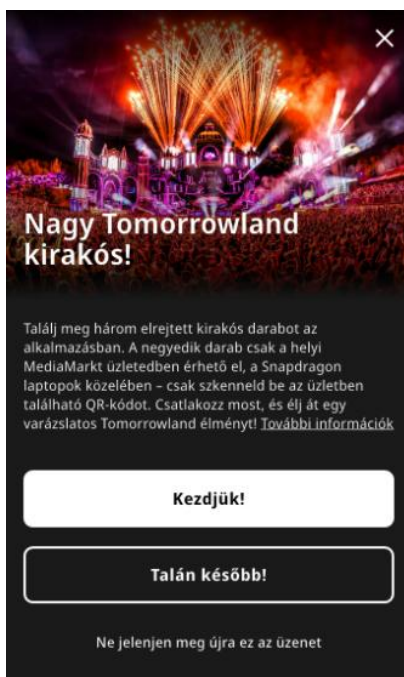 Nagy Tomorrowland
kirakós!
Találj meg három elrejtett kirakós darabot az
alkalmazásban. A negyedik darab csak a helyi
MediaMarkt üzletedben érhető el, a Snapdragon
laptopok közelében – csak szkenneld be az üzletben
található QR-kódot. Csatlakozz most, és élj át egy
varázslatos Tomorrowland élményt! További információk
Kezdjük!
Talán később!
Ne jelenjen meg újra ez az üzenet